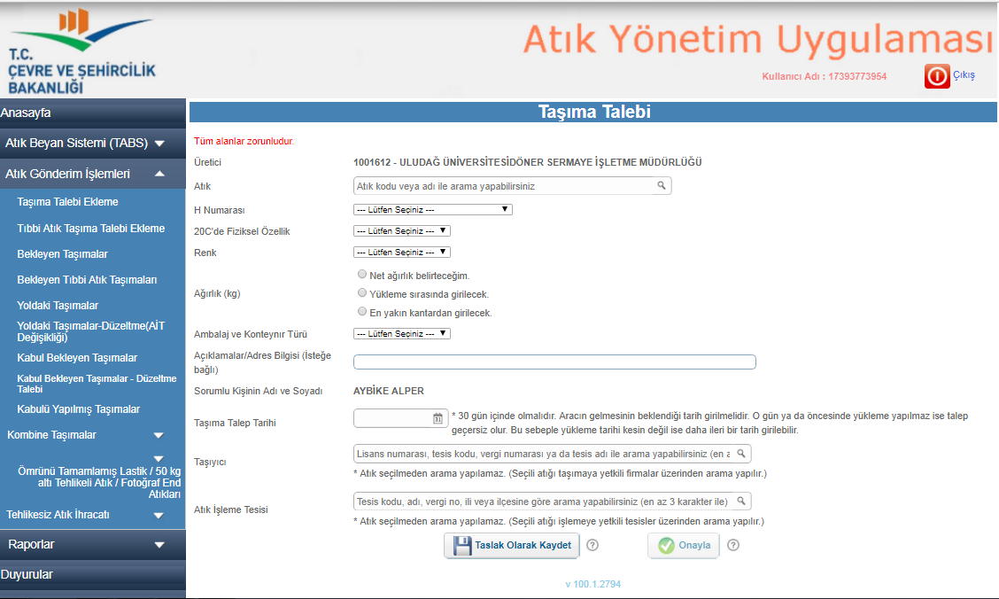 T.C.
ÇEVRE VE ŞEHİRCİLİK
BAKANLIĞI
Atık Yönetim Uygulaması
Kullanıcı Adı : 17393773954
Çıkış
Anasayfa
Atık Beyan Sistemi (TABS)
Atık Gönderim İşlemleri
Taşıma Talebi Ekleme
Tıbbi Atık Taşıma Talebi Ekleme
Bekleyen Taşımalar
Bekleyen Tıbbi Atık Taşımaları
Yoldaki Taşımalar
Yoldaki Taşımalar-Düzeltme(AİT
Değişikliği)
Kabul Bekleyen Taşımalar
Kabul Bekleyen Taşımalar - Düzeltme
Talebi
Kabulü Yapılmış Taşımalar
Kombine Taşımalar
Ömrünü Tamamlamış Lastik / 50 kg
altı Tehlikeli Atık / Fotoğraf End
Atıkları
Tehlikesiz Atık İhracatı
Raporlar
Duyurular
Taşıma Talebi
Tüm alanlar zorunludur.
Üretici 1001612 - ULUDAĞ ÜNİVERSİTESİDÖNER SERMAYE İŞLETME MÜDÜRLÜĞÜ
Atık Atık kodu veya adı ile arama yapabilirsiniz
H Numarası --- Lütfen Seçiniz ---
20C'de Fiziksel Özellik --- Lütfen Seçiniz ---
Renk --- Lütfen Seçiniz ---
Net ağırlık belirteceğim.
Ağırlık (kg) Yükleme sırasında girilecek.
En yakın kantardan girilecek.
Ambalaj ve Konteynır Türü --- Lütfen Seçiniz ---
Açıklamalar/Adres Bilgisi (İsteğe
bağlı)
Sorumlu Kişinin Adı ve Soyadı AYBİKE ALPER
Taşıma Talep Tarihi * 30 gün içinde olmalıdır. Aracın gelmesinin beklendiği tarih girilmelidir. O gün ya da öncesinde yükleme yapılmaz ise talep
geçersiz olur. Bu sebeple yükleme tarihi kesin değil ise daha ileri bir tarih girilebilir.
Taşıyıcı Lisans numarası, tesis kodu, vergi numarası ya da tesis adı ile arama yapabilirsiniz (en a
* Atık seçilmeden arama yapılamaz. (Seçili atığı taşımaya yetkili firmalar üzerinden arama yapılır.)
Atık İşleme Tesisi Tesis kodu, adı, vergi no, ili veya ilçesine göre arama yapabilirsiniz (en az 3 karakter ile)
* Atık seçilmeden arama yapılamaz. (Seçili atığı işlemeye yetkili tesisler üzerinden arama yapılır.)
Taslak Olarak Kaydet ? Onayla ?
v 100.1.2794